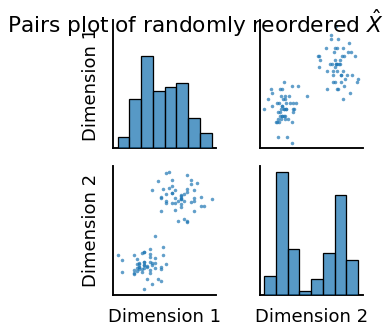 Pairs plot of randomly reordered X̂
Dimension 1
Dimension 2
Dimension 1
Dimension 2